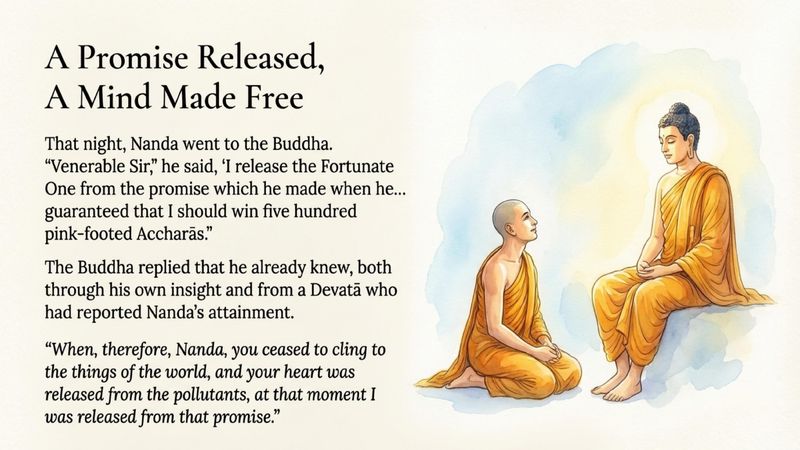 A Promise Released,
A Mind Made Free
That night, Nanda went to the Buddha.
“Venerable Sir,” he said, ‘I release the Fortunate
One from the promise which he made when he...
guaranteed that I should win five hundred
pink-footed Accharās.”
The Buddha replied that he already knew, both
through his own insight and from a Devatā who
had reported Nanda’s attainment.
“When, therefore, Nanda, you ceased to cling to
the things of the world, and your heart was
released from the pollutants, at that moment I
was released from that promise.”